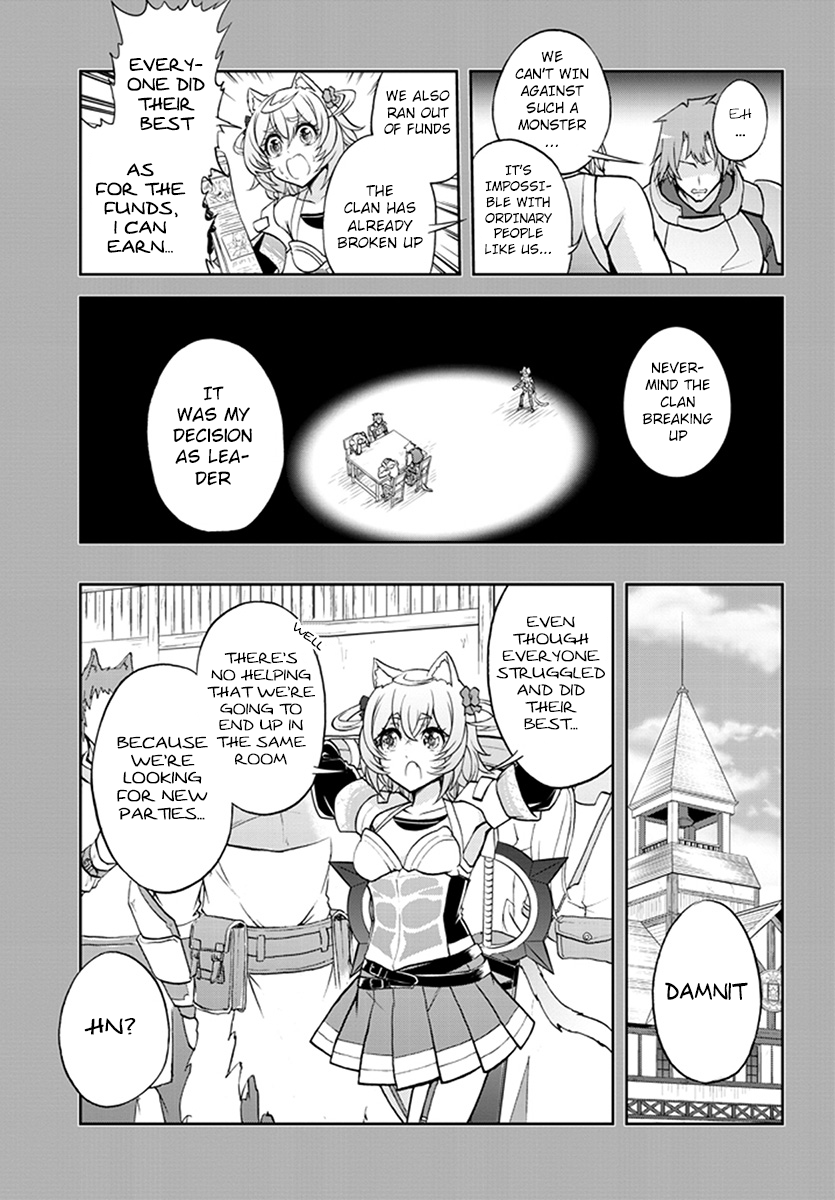 EH
...
WE
CAN'T WIN
AGAINST
SUCH A
MONSTER
...
IT'S
IMPOSSI-
BLE WITH
ORDINARY
PEOPLE
LIKE US...
WE ALSO
RAN OUT
OF FUNDS
THE
CLAN HAS
ALREADY
BROKEN UP
EVERY-
ONE DID
THEIR
BEST
AS
FOR THE
FUNDS,
I CAN
EARN...
NEVER-
MIND THE
CLAN
BREAKING
UP
IT
WAS MY
DECISION
AS LEA-
DER
DAMNIT
EVEN
THOUGH
EVERYONE
STRUGGLED
AND DID
THEIR
BEST...
WELL
THERE'S
NO HELPING
THAT WE'RE
GOING TO
END UP IN
THE SAME
ROOM
BECAUSE
WE'RE
LOOKING
FOR NEW
PARTIES...
HN?